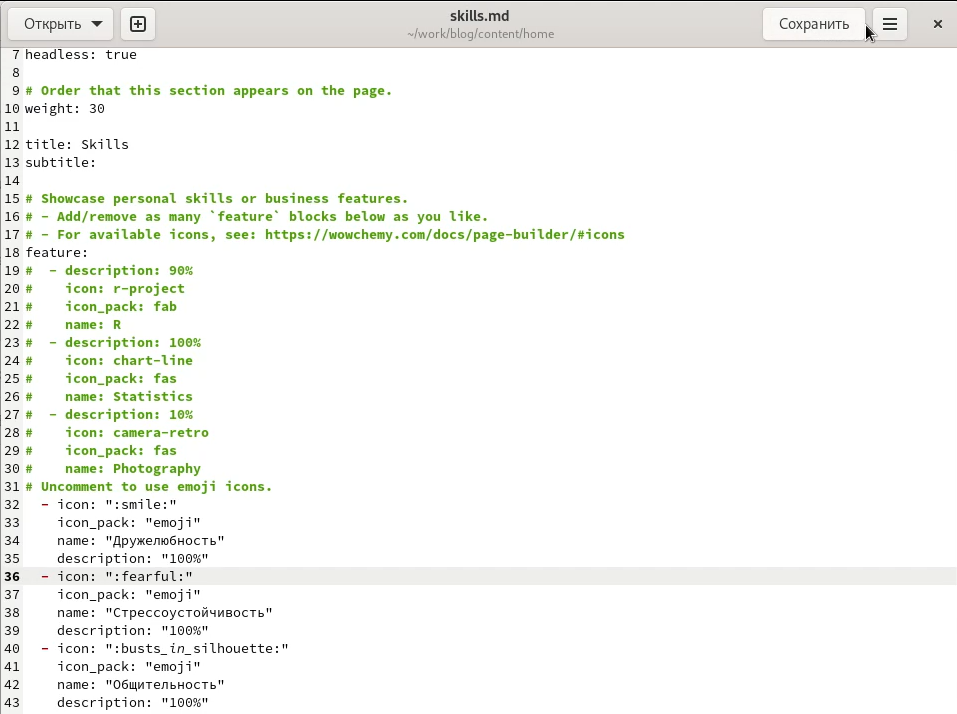 Открыть
skills.md
~/work/blog/content/home
Сохранить
7 headless: true
8
9 # Order that this section appears on the page.
10 weight: 30
11
12 title: Skills
13 subtitle:
14
15 # Showcase personal skills or business features.
16 # - Add/remove as many `feature` blocks below as you like.
17 # - For available icons, see: https://wowchemy.com/docs/page-builder/#icons
18 feature:
19 #  - description: 90%
20 #    icon: r-project
21 #    icon_pack: fab
22 #    name: R
23 #  - description: 100%
24 #    icon: chart-line
25 #    icon_pack: fas
26 #    name: Statistics
27 #  - description: 10%
28 #    icon: camera-retro
29 #    icon_pack: fas
30 #    name: Photography
31 # Uncomment to use emoji icons.
32   - icon: ":smile:"
33     icon_pack: "emoji"
34     name: "Дружелюбность"
35     description: "100%"
36   - icon: ":fearful:"
37     icon_pack: "emoji"
38     name: "Стрессоустойчивость"
39     description: "100%"
40   - icon: ":busts_in_silhouette:"
41     icon_pack: "emoji"
42     name: "Общительность"
43     description: "100%"